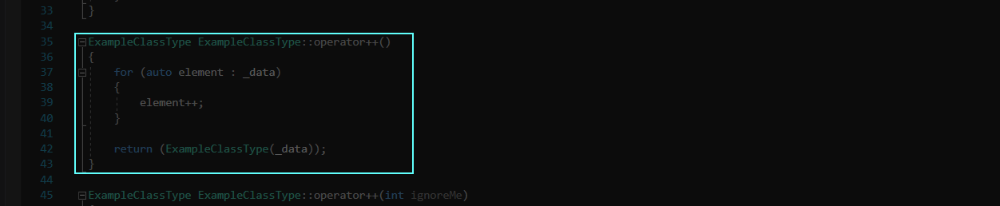 33 }
34
35 ExampleClassType ExampleClassType::operator++()
36 {
37 for (auto element : _data)
38 {
39 element++;
40 }
41
42 return (ExampleClassType(_data));
43 }
44
45 ExampleClassType ExampleClassType::operator++(int ignoreMe)